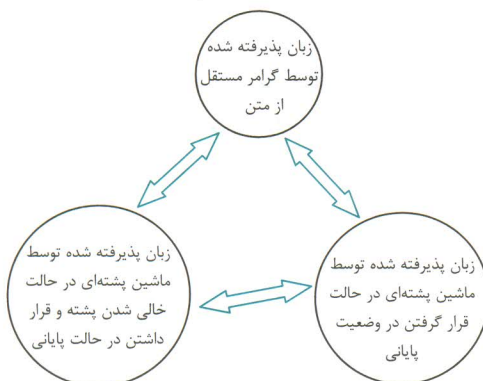 زبان پذیرفته شده
توسط گرامر مستقل
از متن
زبان پذیرفته شده توسط
ماشین پشته‌ای در حالت
قرار گرفتن در وضعیت
پایانی
زبان پذیرفته شده توسط
ماشین پشته‌ای در حالت
خالی شدن پشته و قرار
داشتن در حالت پایانی